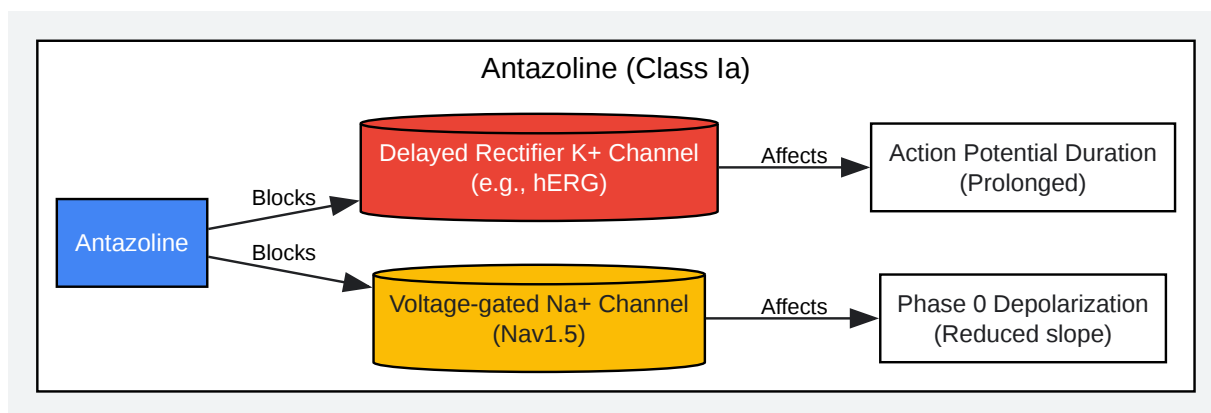 Antazoline (Class Ia)
Antazoline
Blocks
Blocks
Delayed Rectifier K+ Channel
(e.g., hERG)
Affects
Action Potential Duration
(Prolonged)
Voltage-gated Na+ Channel
(Nav1.5)
Affects
Phase 0 Depolarization
(Reduced slope)